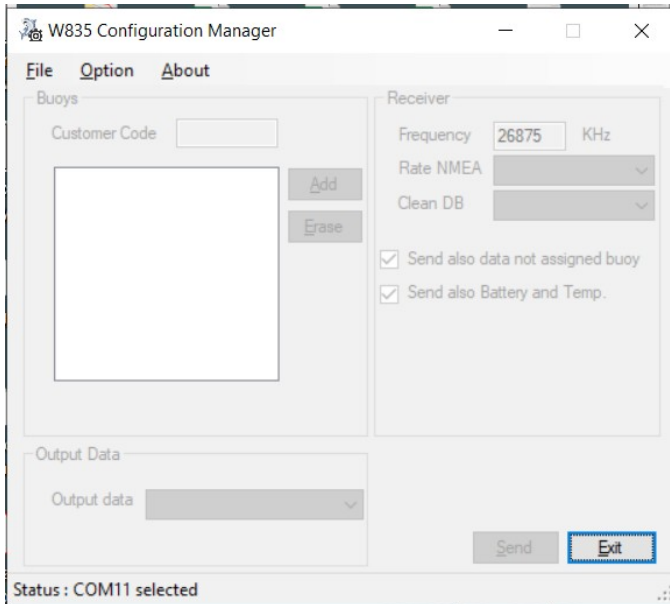 W835 Configuration Manager
File Option About
Buoys
Customer Code
Add
Erase
Receiver
Frequency 26875 KHz
Rate NMEA
Clean DB
Send also data not assigned buoy
Send also Battery and Temp.
Output Data
Output data
Send Exit
Status : COM11 selected